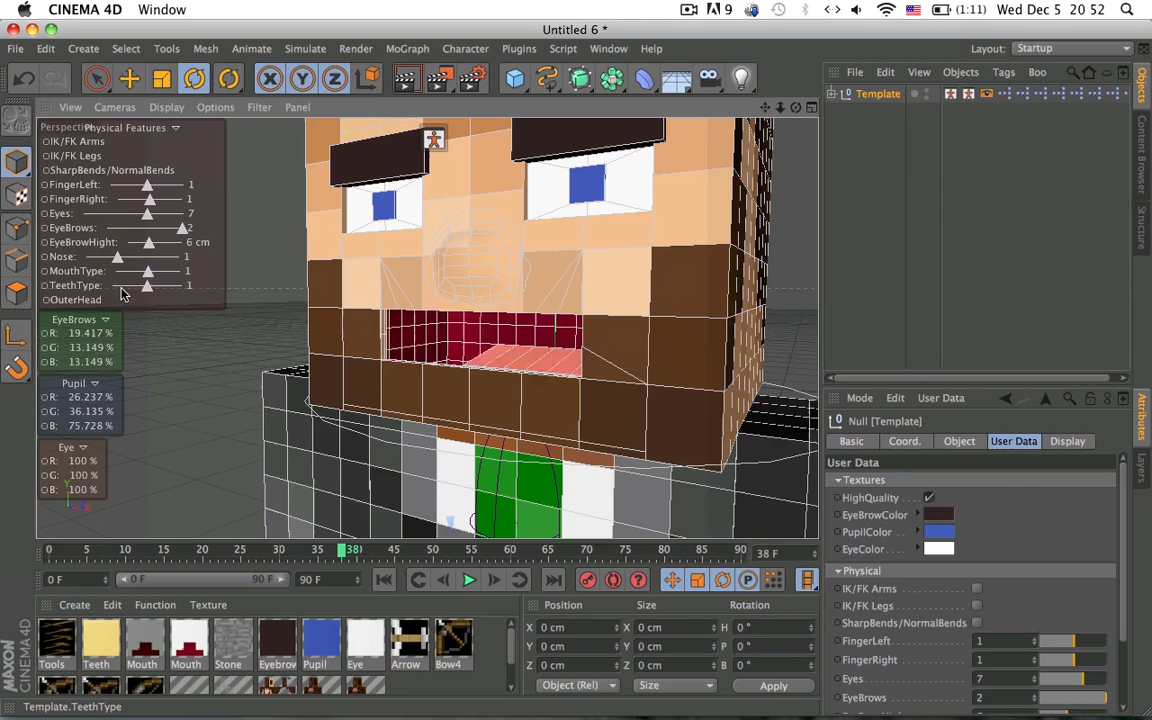 CINEMA 4D Window 9 (1:11) Wed Dec 5 20 52
Untitled 6 *
File Edit Create Select Tools Mesh Animate Simulate Render MoGraph Character Plugins Script Window Help Layout: Startup
X Y Z
File Edit View Objects Tags Boo
View Cameras Display Options Filter Panel
Template
Physical Features
IK/FK Arms
IK/FK Legs
SharpBends/NormalBends
FingerLeft: 1
FingerRight: 1
Eyes: 7
EyeBrows: 2
EyeBrowHight: 6 cm
Nose: 1
MouthType: 1
TeethType: 1
OuterHead
EyeBrows
R: 19.417 %
G: 13.149 %
B: 13.149 %
Pupil
R: 26.237 %
G: 36.135 %
B: 75.728 %
Eye
R: 100 %
G: 100 %
B: 100 %
Objects
Content Browser
Structure
Mode Edit User Data
Null [Template]
Basic Coord. Object User Data Display
User Data
Textures
HighQuality
EyeBrowColor
PupilColor
EyeColor
Physical
IK/FK Arms
IK/FK Legs
SharpBends/NormalBends
FingerLeft 1
FingerRight 1
Eyes 7
EyeBrows 2
Attributes
Layers
0 5 10 15 20 25 30 35 38 45 50 55 60 65 70 75 80 85 90 38 F
0 F 0 F 90 F 90 F
Create Edit Function Texture
Tools Teeth Mouth Mouth Stone Eyebrow Pupil Eye Arrow Bow4
Position Size Rotation
X 0 cm X 0 cm H 0 °
Y 0 cm Y 0 cm P 0 °
Z 0 cm Z 0 cm B 0 °
Object (Rel) Size Apply
MAXON CINEMA 4D
Template.TeethType